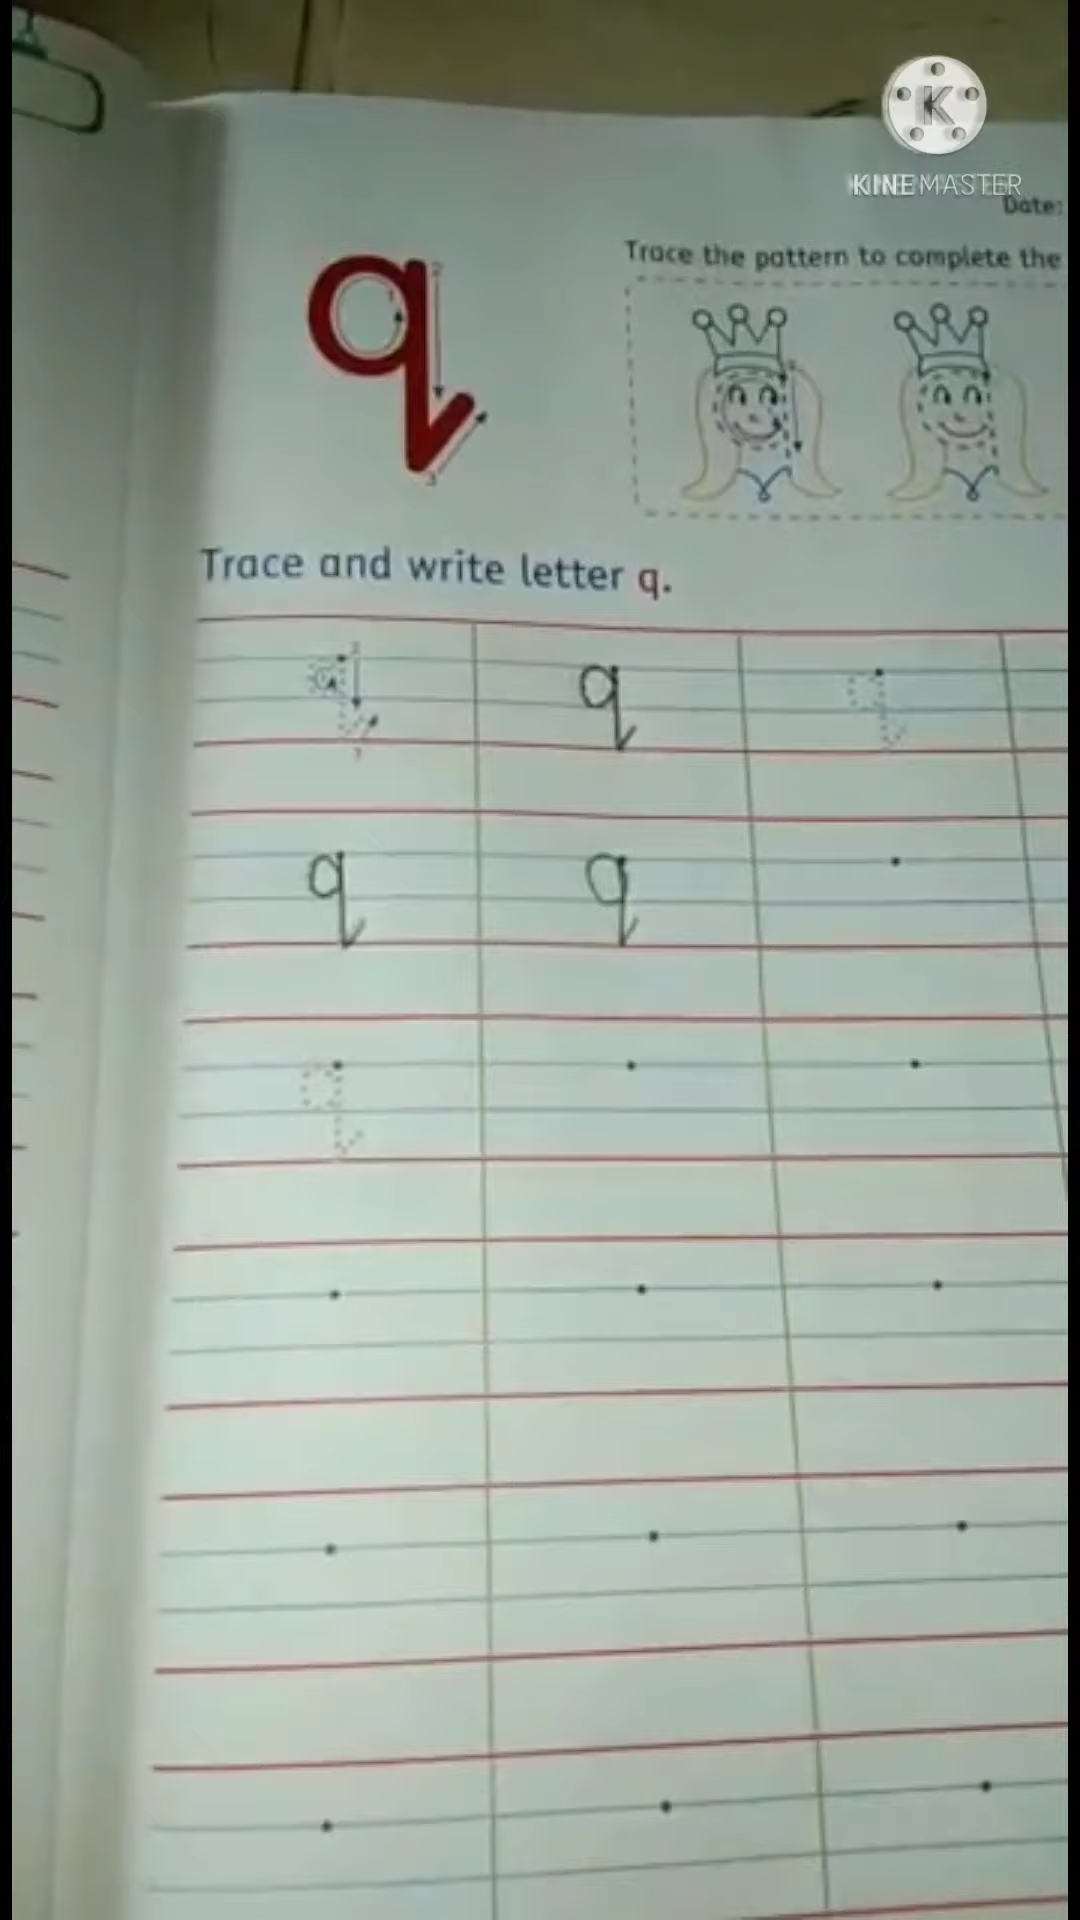 KINEMASTER
Date:
Trace the pattern to complete the
q
Trace and write letter q.
q q q
q q
q